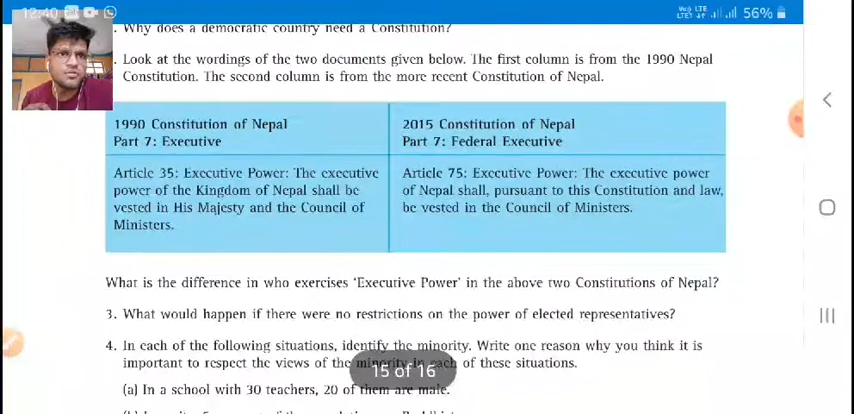 12:40
56%
. Why does a democratic country need a Constitution?
. Look at the wordings of the two documents given below. The first column is from the 1990 Nepal
Constitution. The second column is from the more recent Constitution of Nepal.
1990 Constitution of Nepal
Part 7: Executive
2015 Constitution of Nepal
Part 7: Federal Executive
Article 35: Executive Power: The executive
power of the Kingdom of Nepal shall be
vested in His Majesty and the Council of
Ministers.
Article 75: Executive Power: The executive power
of Nepal shall, pursuant to this Constitution and law,
be vested in the Council of Ministers.
What is the difference in who exercises ‘Executive Power’ in the above two Constitutions of Nepal?
3. What would happen if there were no restrictions on the power of elected representatives?
4. In each of the following situations, identify the minority. Write one reason why you think it is
important to respect the views of the minority in each of these situations.
15 of 16
(a) In a school with 30 teachers, 20 of them are male.